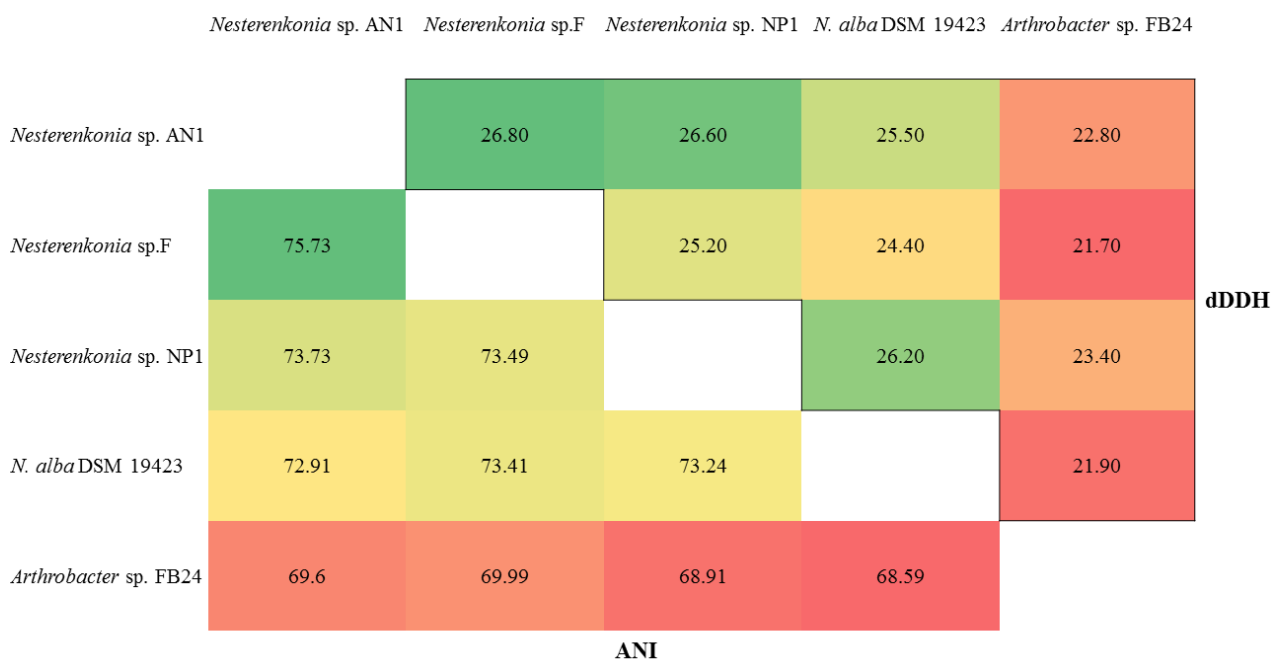 Nesterenkonia sp. AN1 Nesterenkonia sp.F Nesterenkonia sp. NP1 N. alba DSM 19423 Arthrobacter sp. FB24
Nesterenkonia sp. AN1 26.80 26.60 25.50 22.80
Nesterenkonia sp.F 75.73 25.20 24.40 21.70
dDDH
Nesterenkonia sp. NP1 73.73 73.49 26.20 23.40
N. alba DSM 19423 72.91 73.41 73.24 21.90
Arthrobacter sp. FB24 69.6 69.99 68.91 68.59
ANI